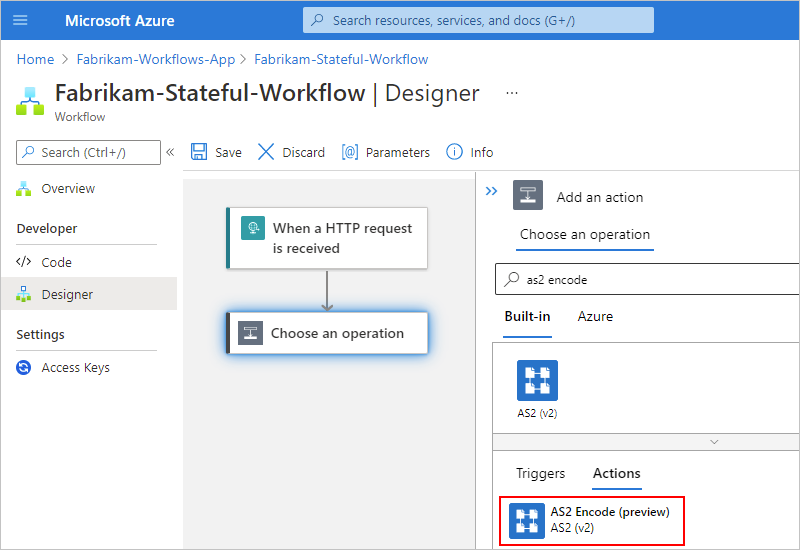 Microsoft Azure
Search resources, services, and docs (G+/)
Home > Fabrikam-Workflows-App > Fabrikam-Stateful-Workflow
Fabrikam-Stateful-Workflow | Designer ...
Workflow
Search (Ctrl+/)
«
Save
Discard
Parameters
Info
Overview
Developer
Code
Designer
Settings
Access Keys
When a HTTP request
is received
Choose an operation
»
Add an action
Choose an operation
as2 encode
Built-in
Azure
AS2 (v2)
Triggers
Actions
AS2 Encode (preview)
AS2 (v2)